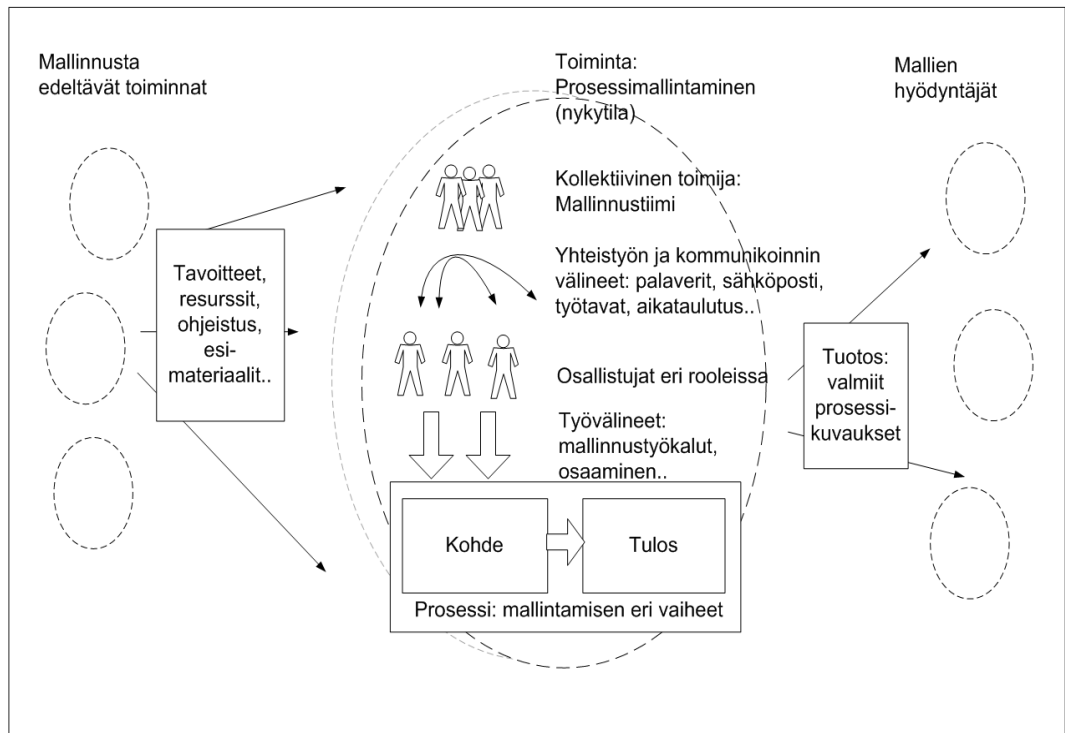 Mallinnusta
edeltävät toiminnat
Tavoitteet,
resurssit,
ohjeistus,
esi-
materiaalit..
Toiminta:
Prosessimallintaminen
(nykytila)
Kollektiivinen toimija:
Mallinnustiimi
Yhteistyön ja kommunikoinnin
välineet: palaverit, sähköposti,
työtavat, aikataulutus..
Osallistujat eri rooleissa
Työvälineet:
mallinnustyökalut,
osaaminen..
Kohde
Tulos
Prosessi: mallintamisen eri vaiheet
Mallien
hyödyntäjät
Tuotos:
valmiit
prosessi-
kuvaukset